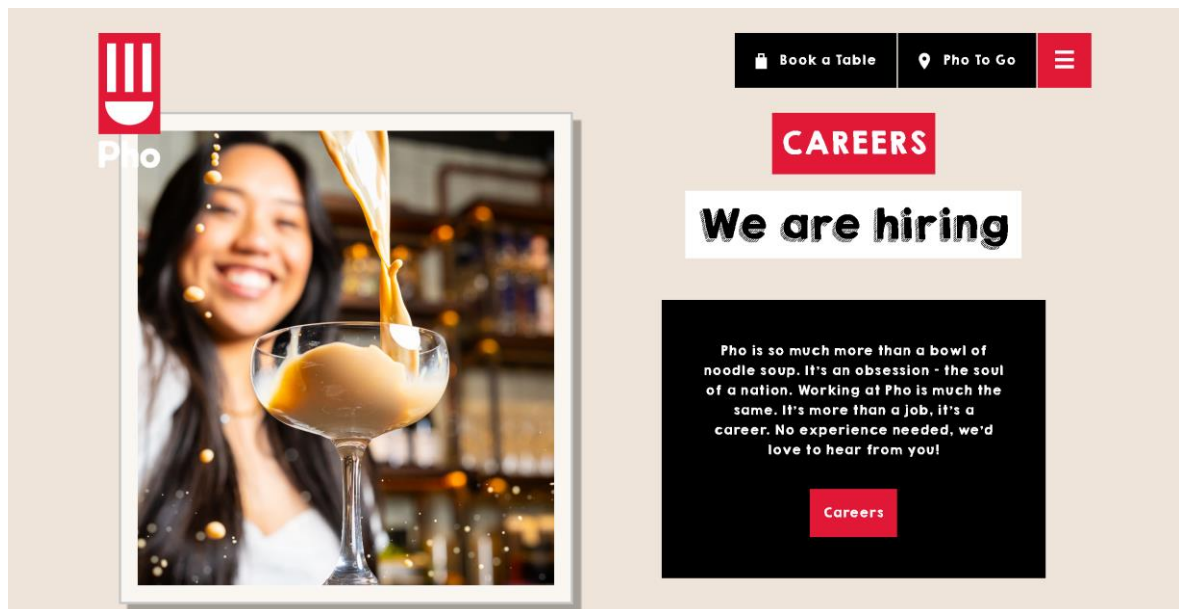 Pho
Book a Table
Pho To Go
CAREERS
We are hiring
Pho is so much more than a bowl of
noodle soup. It's an obsession - the soul
of a nation. Working at Pho is much the
same. It's more than a job, it's a
career. No experience needed, we'd
love to hear from you!
Careers